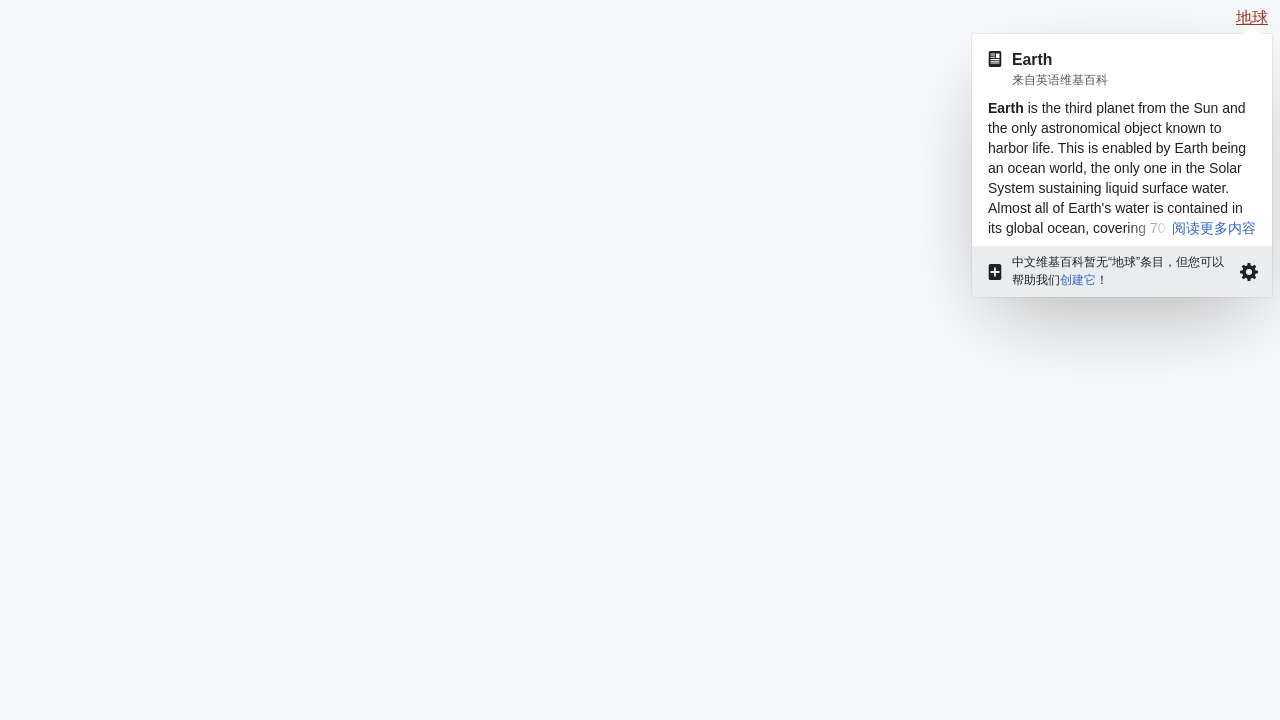 地球
Earth
来自英语维基百科
Earth is the third planet from the Sun and
the only astronomical object known to
harbor life. This is enabled by Earth being
an ocean world, the only one in the Solar
System sustaining liquid surface water.
Almost all of Earth's water is contained in
its global ocean, covering 70 阅读更多内容
中文维基百科暂无“地球”条目，但您可以
帮助我们创建它！